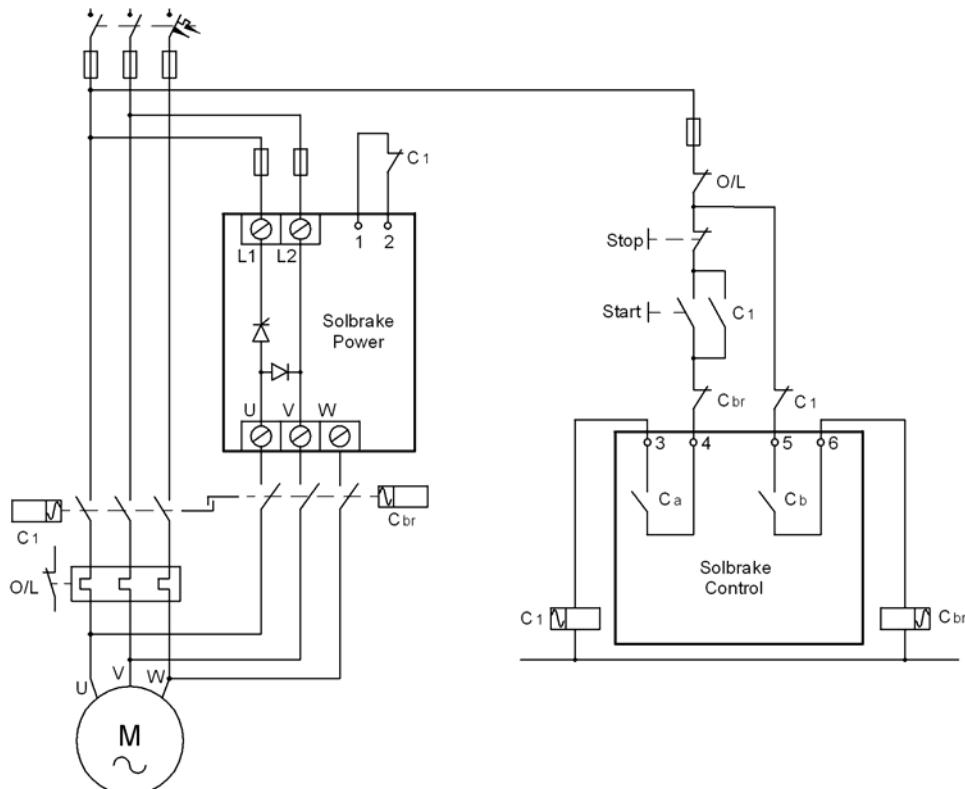 C1
O/L
1 2
L1 L2
Stop
Solbrake
Power
Start
C1
U V W
Cbr
C1
3 4 5 6
Ca
Cb
C1
Cbr
O/L
Solbrake
Control
C1
Cbr
U V W
M